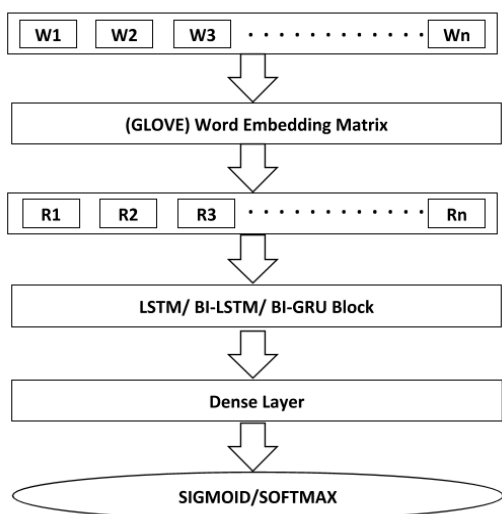 W1 W2 W3 . . . . . . . . . . . . Wn
(GLOVE) Word Embedding Matrix
R1 R2 R3 . . . . . . . . . . . . Rn
LSTM/ BI-LSTM/ BI-GRU Block
Dense Layer
SIGMOID/SOFTMAX